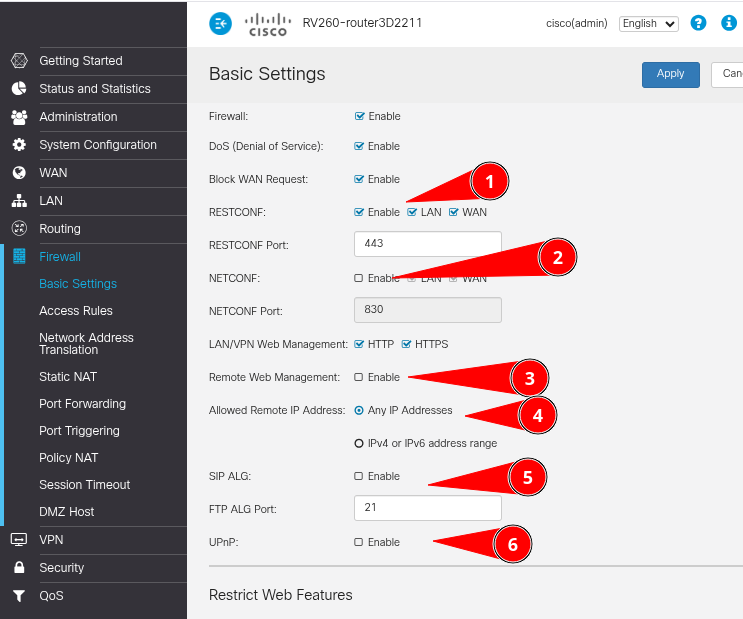 CISCO
RV260-router3D2211
cisco(admin)
English
Getting Started
Status and Statistics
Administration
System Configuration
WAN
LAN
Routing
Firewall
Basic Settings
Access Rules
Network Address
Translation
Static NAT
Port Forwarding
Port Triggering
Policy NAT
Session Timeout
DMZ Host
VPN
Security
QoS
Basic Settings
Apply
Firewall: Enable
DoS (Denial of Service): Enable
Block WAN Request: Enable
1
RESTCONF: Enable LAN WAN
RESTCONF Port: 443
2
NETCONF: Enable LAN WAN
NETCONF Port: 830
LAN/VPN Web Management: HTTP HTTPS
Remote Web Management: Enable 3
Allowed Remote IP Address: Any IP Addresses 4
IPv4 or IPv6 address range
SIP ALG: Enable 5
FTP ALG Port: 21
UPnP: Enable 6
Restrict Web Features